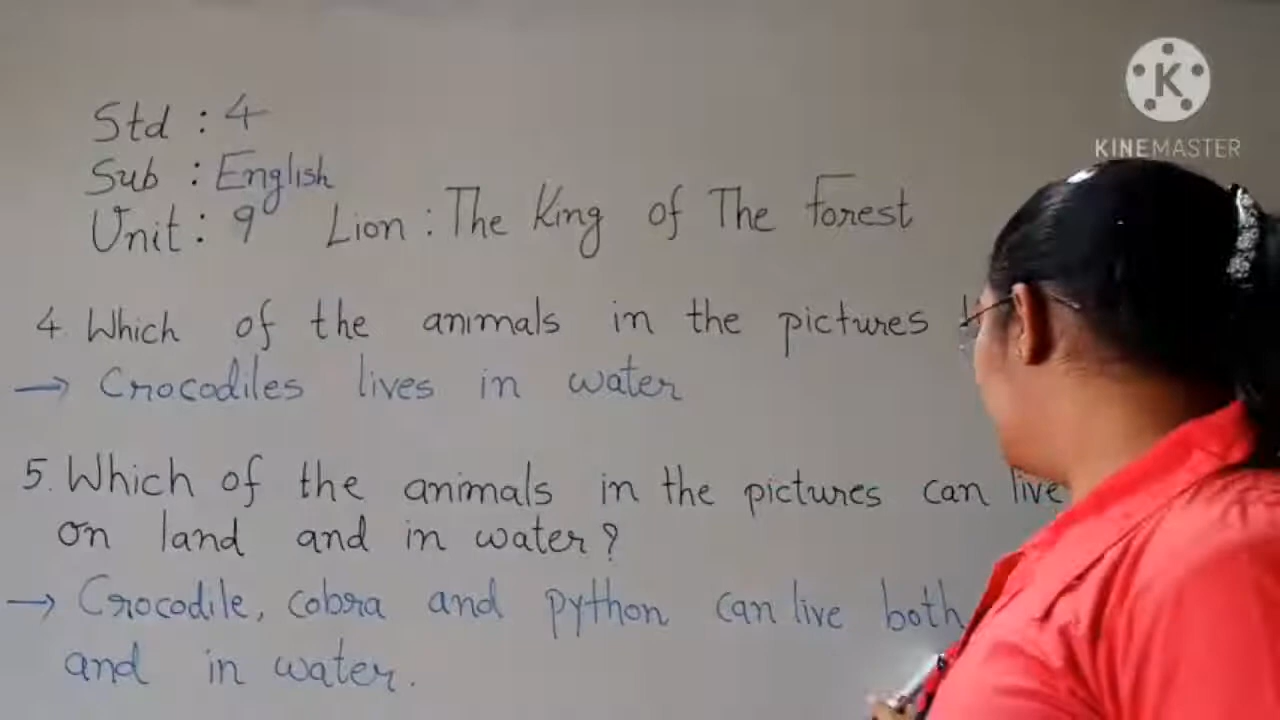 Std : 4
Sub : English
Unit : 9 Lion : The King of The Forest
4. Which of the animals in the pictures
→ Crocodiles lives in water
5. Which of the animals in the pictures can live
on land and in water?
→ Crocodile, cobra and python can live both
and in water.
K
KINEMASTER